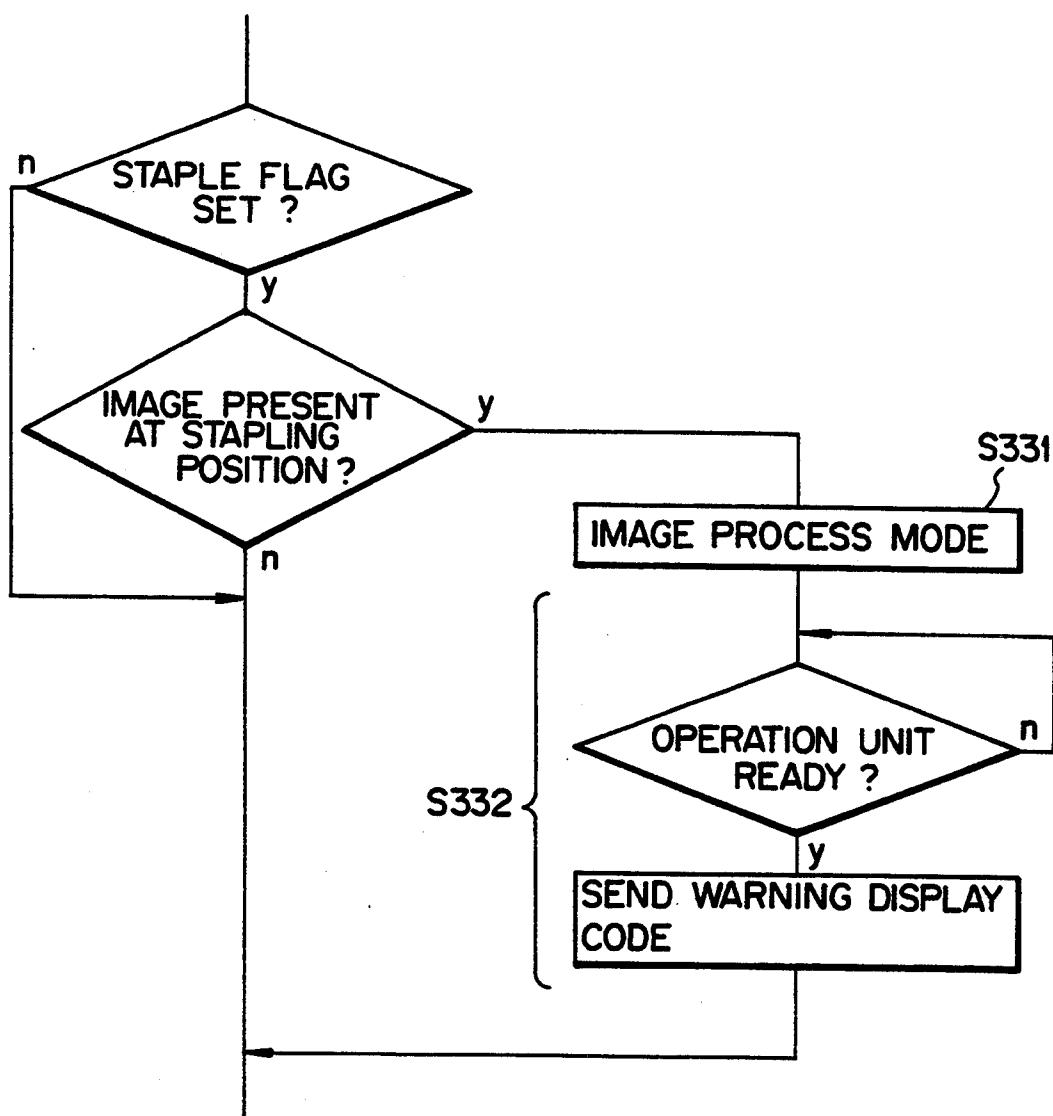 n
STAPLE FLAG
SET ?
y
IMAGE PRESENT
AT STAPLING
POSITION ?
y
n
S331
IMAGE PROCESS MODE
OPERATION UNIT
READY ?
n
S332
y
SEND WARNING DISPLAY
CODE